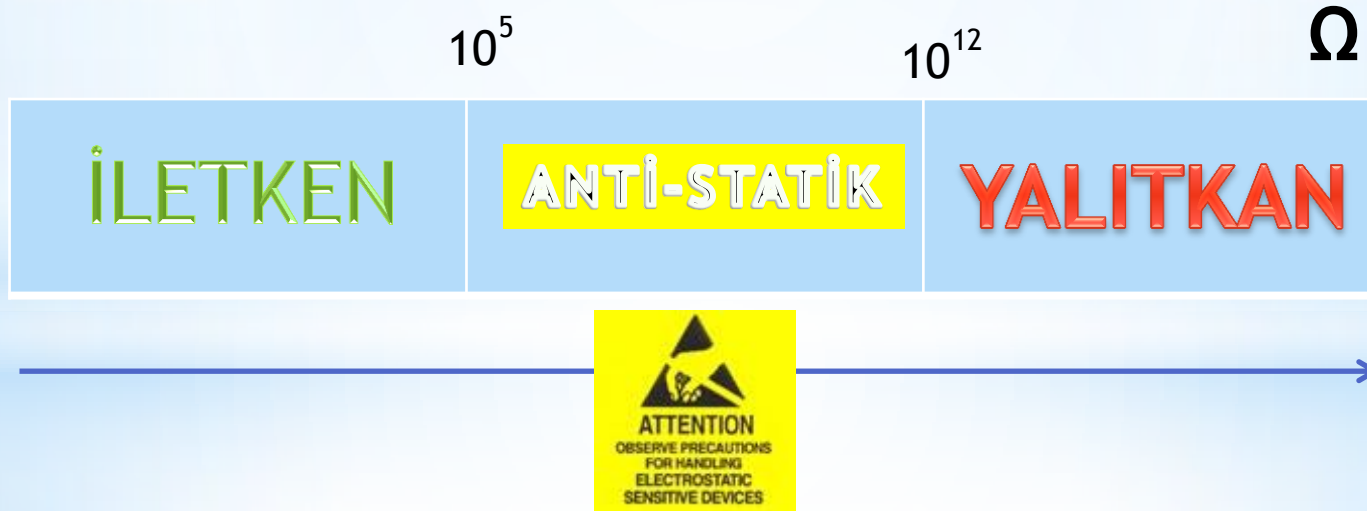 10^5 10^12 Ω
İLETKEN ANTİ-STATİK YALITKAN
ATTENTION
OBSERVE PRECAUTIONS
FOR HANDLING
ELECTROSTATIC
SENSITIVE DEVICES